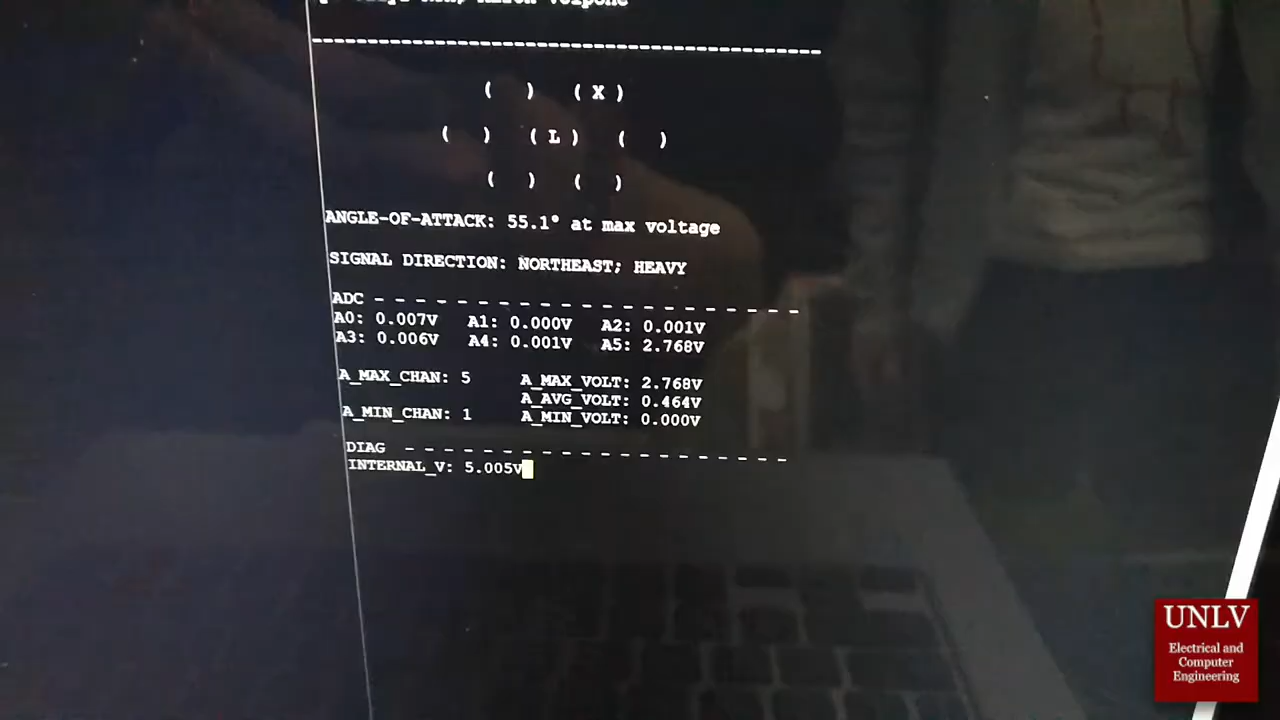 --------------------------------------------------
( ) (X)
( ) (L) ( )
( ) ( )
ANGLE-OF-ATTACK: 55.1° at max voltage
SIGNAL DIRECTION: NORTHEAST; HEAVY
ADC - - - - - - - - - - - - - - - - - - - - -
A0: 0.007V A1: 0.000V A2: 0.001V
A3: 0.006V A4: 0.001V A5: 2.768V
A_MAX_CHAN: 5 A_MAX_VOLT: 2.768V
A_AVG_VOLT: 0.464V
A_MIN_CHAN: 1 A_MIN_VOLT: 0.000V
DIAG - - - - - - - - - - - - - - - - - - -
INTERNAL_V: 5.005V
UNLV
Electrical and
Computer
Engineering